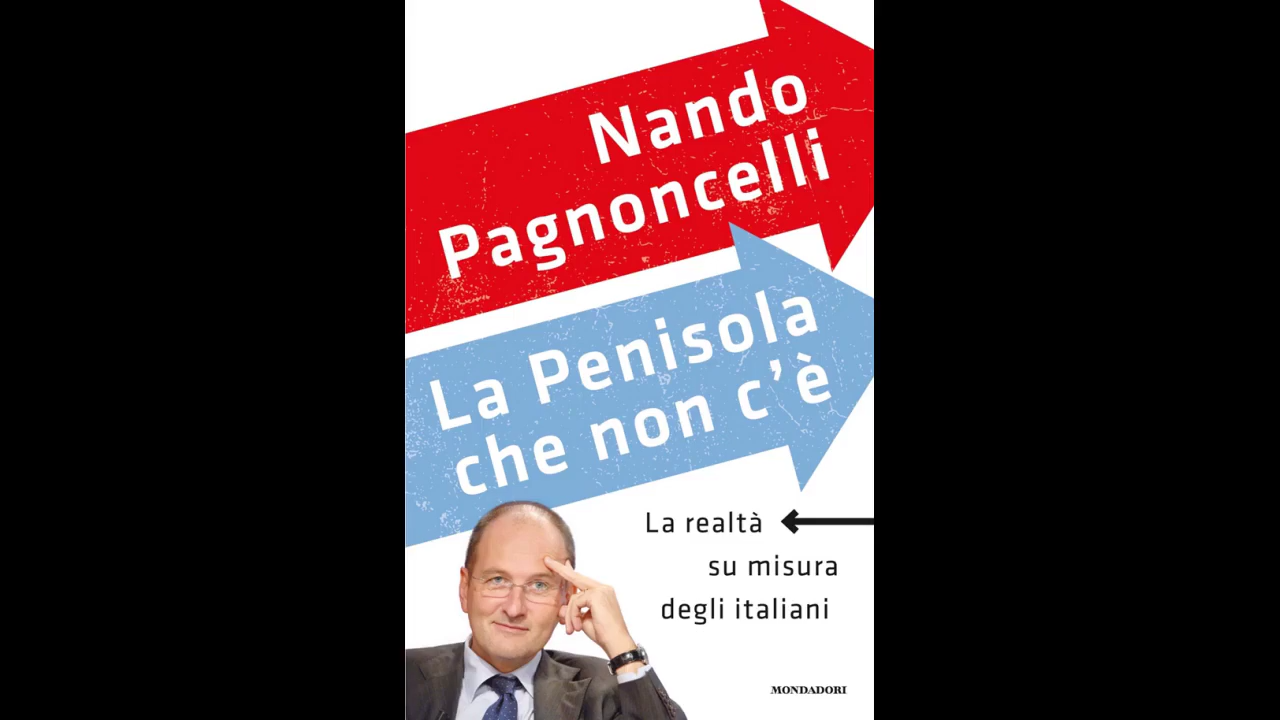 Nando
Pagnoncelli
La Penisola
che non c'è
La realtà
su misura
degli italiani
MONDADORI